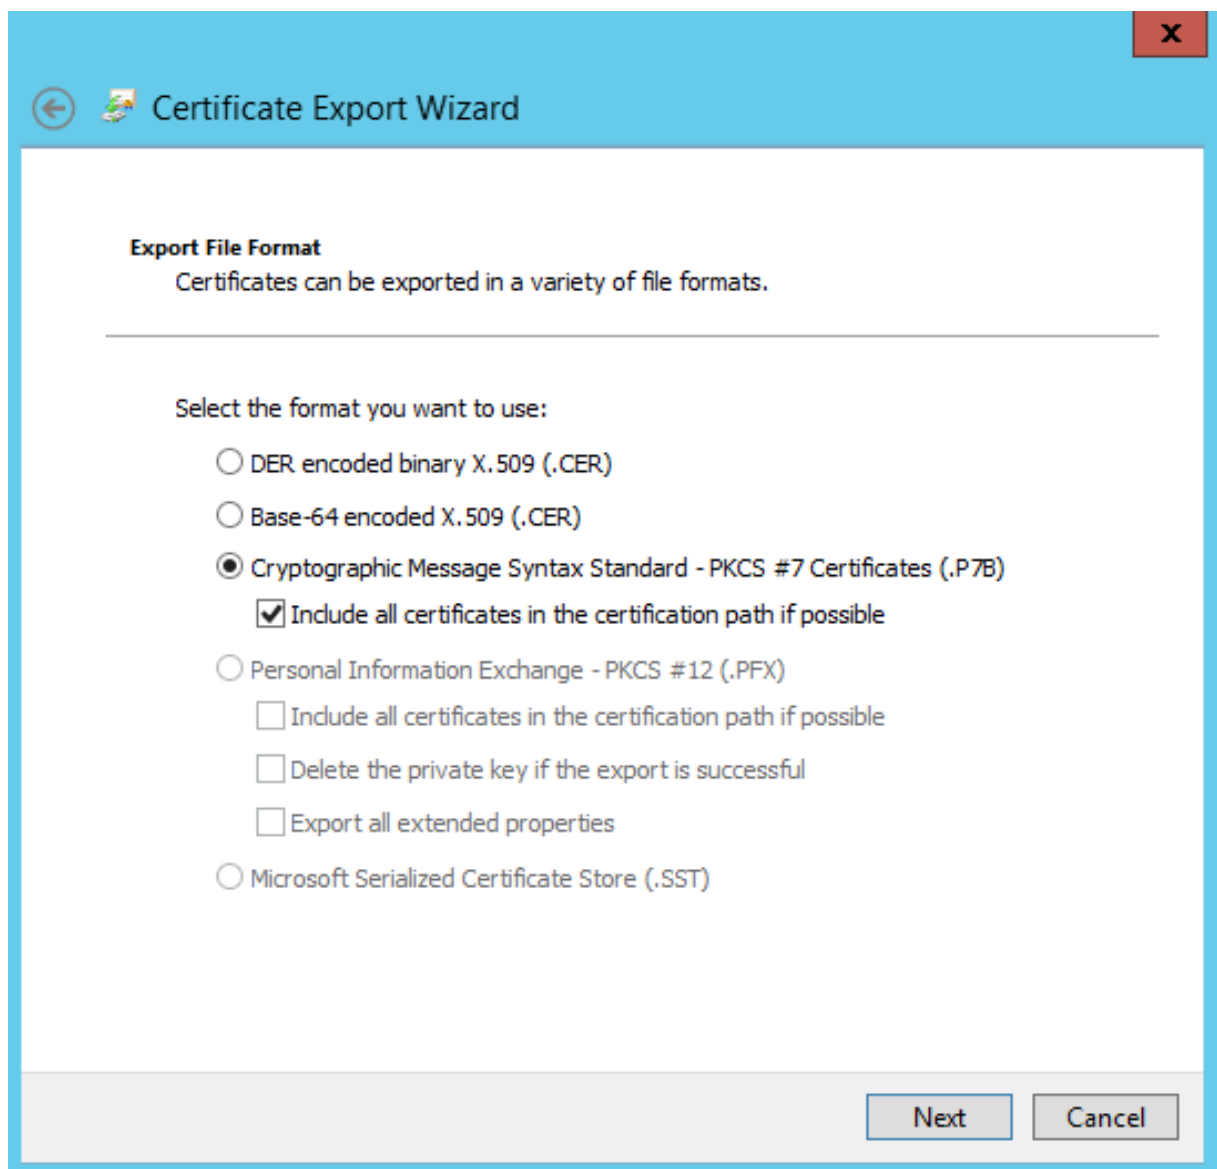 x
Certificate Export Wizard
Export File Format
Certificates can be exported in a variety of file formats.
Select the format you want to use:
DER encoded binary X.509 (.CER)
Base-64 encoded X.509 (.CER)
Cryptographic Message Syntax Standard - PKCS #7 Certificates (.P7B)
Include all certificates in the certification path if possible
Personal Information Exchange - PKCS #12 (.PFX)
Include all certificates in the certification path if possible
Delete the private key if the export is successful
Export all extended properties
Microsoft Serialized Certificate Store (.SST)
Next Cancel